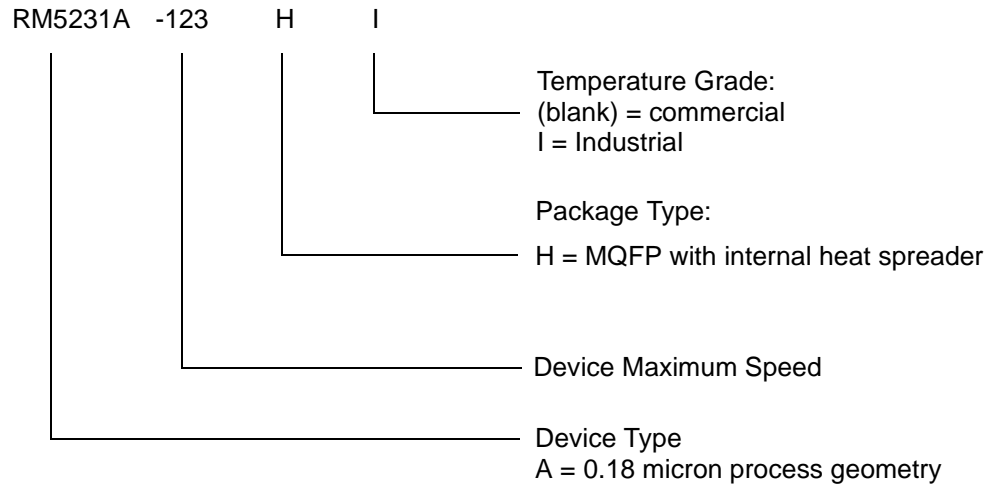 RM5231A -123 H I
Temperature Grade:
(blank) = commercial
I = Industrial
Package Type:
H = MQFP with internal heat spreader
Device Maximum Speed
Device Type
A = 0.18 micron process geometry